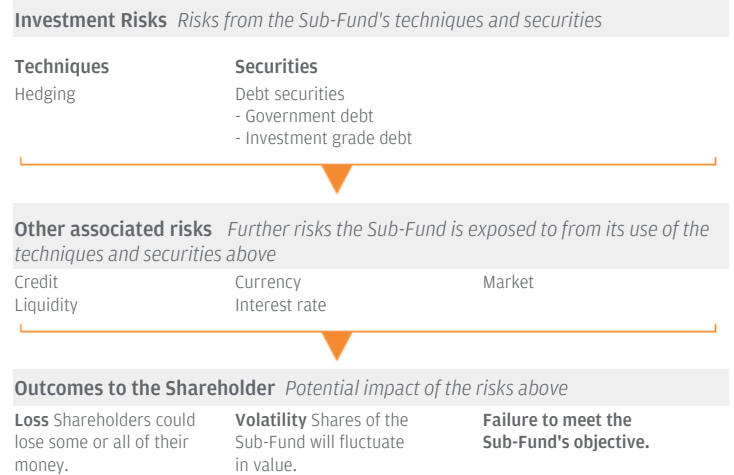 Investment Risks Risks from the Sub-Fund's techniques and securities
Techniques Securities
Hedging Debt securities
- Government debt
- Investment grade debt
Other associated risks Further risks the Sub-Fund is exposed to from its use of the
techniques and securities above
Credit Currency Market
Liquidity Interest rate
Outcomes to the Shareholder Potential impact of the risks above
Loss Shareholders could
lose some or all of their
money.
Volatility Shares of the
Sub-Fund will fluctuate
in value.
Failure to meet the
Sub-Fund's objective.